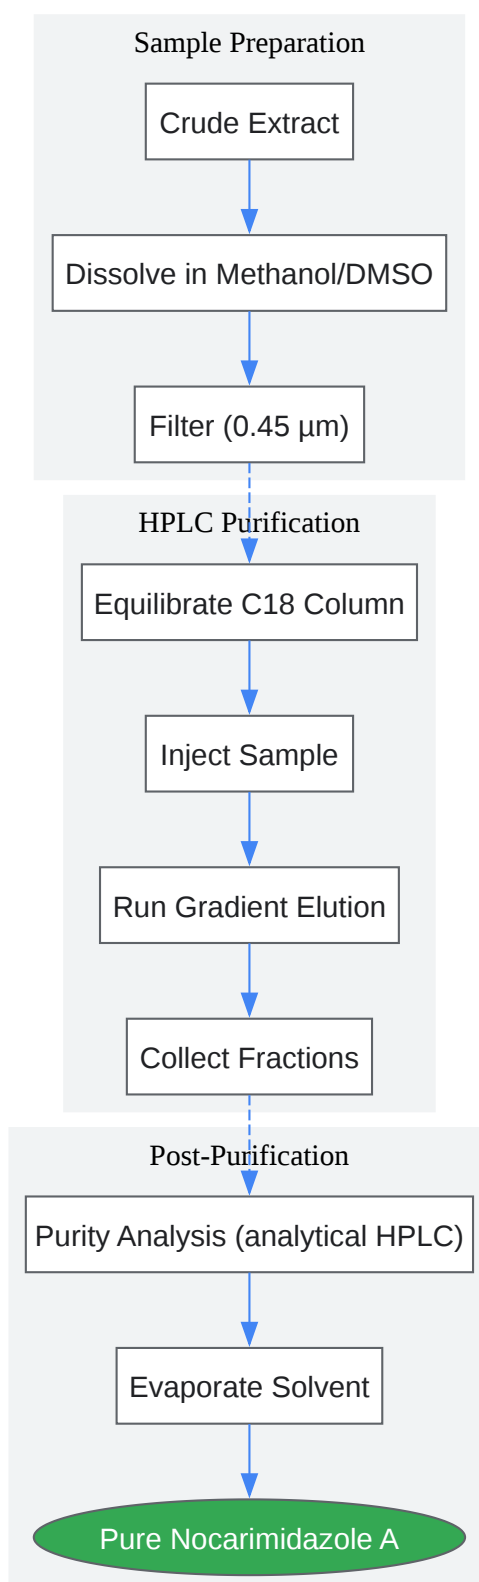 Sample Preparation
Crude Extract
Dissolve in Methanol/DMSO
Filter (0.45 µm)
HPLC Purification
Equilibrate C18 Column
Inject Sample
Run Gradient Elution
Collect Fractions
Post-Purification
Purity Analysis (analytical HPLC)
Evaporate Solvent
Pure Nocarimidazole A